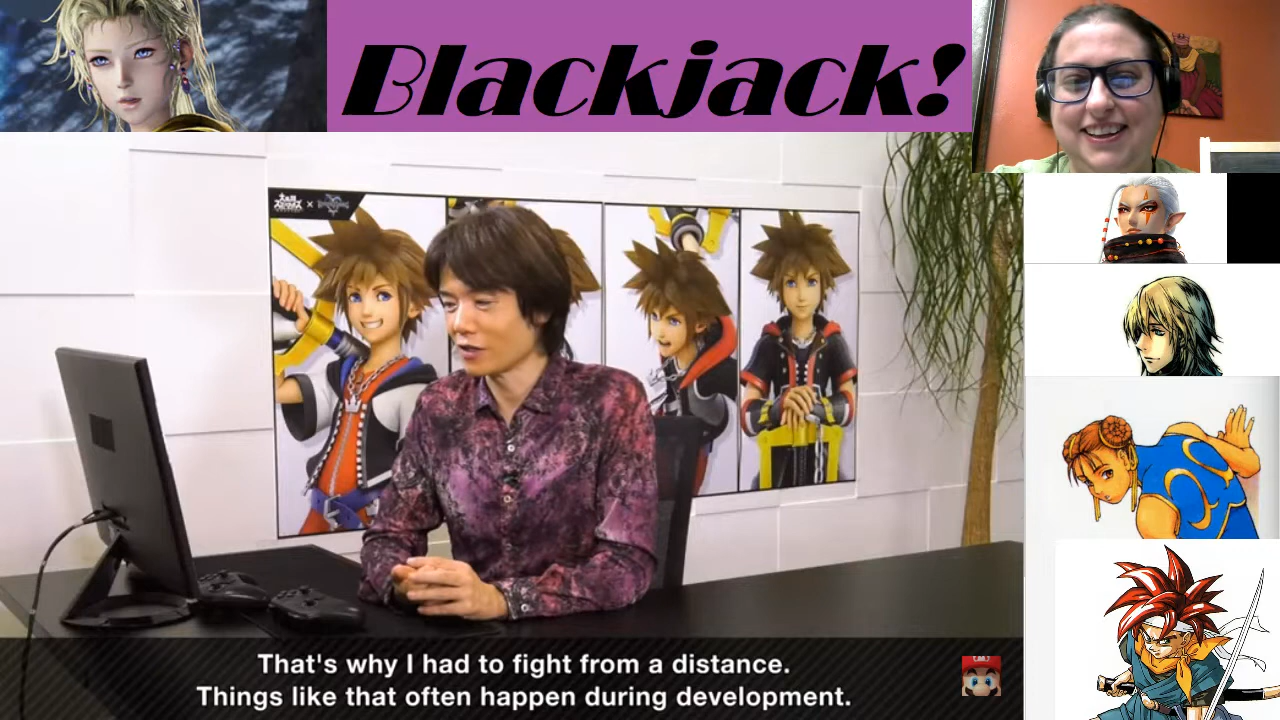 Blackjack!
That's why I had to fight from a distance.
Things like that often happen during development.